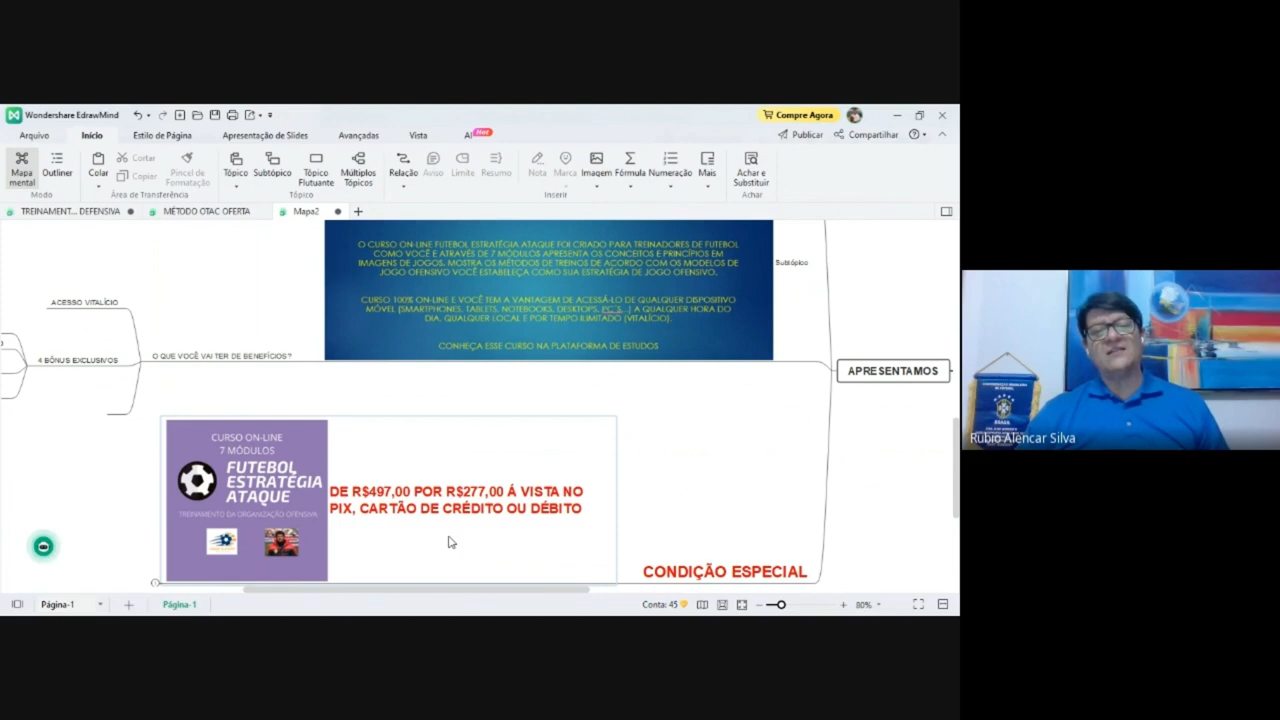 Wondershare EdrawMind
Compre Agora
Arquivo
Início
Estilo de Página
Apresentação de Slides
Avançadas
Vista
AI
Hot
Publicar
Compartilhar
Mapa mental
Outliner
Modo
Colar
Cortar
Copiar
Pincel de Formatação
Área de Transferência
Tópico
Subtópico
Tópico Flutuante
Múltiplos Tópicos
Tópico
Relação
Aviso
Limite
Resumo
Nota
Marca
Imagem
Fórmula
Numeração
Mais
Inserir
Achar e Substituir
Achar
TREINAMENT... DEFENSIVA
MÉTODO OTAC OFERTA
Mapa2
O CURSO ON-LINE FUTEBOL ESTRATÉGIA ATAQUE FOI CRIADO PARA TREINADORES DE FUTEBOL
COMO VOCÊ E ATRAVÉS DE 7 MÓDULOS APRESENTA OS CONCEITOS E PRINCÍPIOS EM
IMAGENS DE JOGOS, MOSTRA OS MÉTODOS DE TREINOS DE ACORDO COM OS MODELOS DE
JOGO OFENSIVO VOCÊ ESTABELEÇA COMO SUA ESTRATÉGIA DE JOGO OFENSIVO.
CURSO 100% ON-LINE E VOCÊ TEM A VANTAGEM DE ACESSÁ-LO DE QUALQUER DISPOSITIVO
MÓVEL (SMARTPHONES, TABLETS, NOTEBOOKS, DESKTOPS, PC´S...) A QUALQUER HORA DO
DIA, QUALQUER LOCAL E POR TEMPO ILIMITADO (VITALÍCIO).
CONHEÇA ESSE CURSO NA PLATAFORMA DE ESTUDOS
Subtópico
ACESSO VITALÍCIO
4 BÔNUS EXCLUSIVOS
O QUE VOCÊ VAI TER DE BENEFÍCIOS?
APRESENTAMOS
CURSO ON-LINE
7 MÓDULOS
FUTEBOL
ESTRATÉGIA
ATAQUE
TREINAMENTO DA ORGANIZAÇÃO OFENSIVA
DE R$497,00 POR R$277,00 Á VISTA NO
PIX, CARTÃO DE CRÉDITO OU DÉBITO
CONDIÇÃO ESPECIAL
Página-1
Página-1
Conta: 45
80%
BRASIL
Rubio Alencar Silva